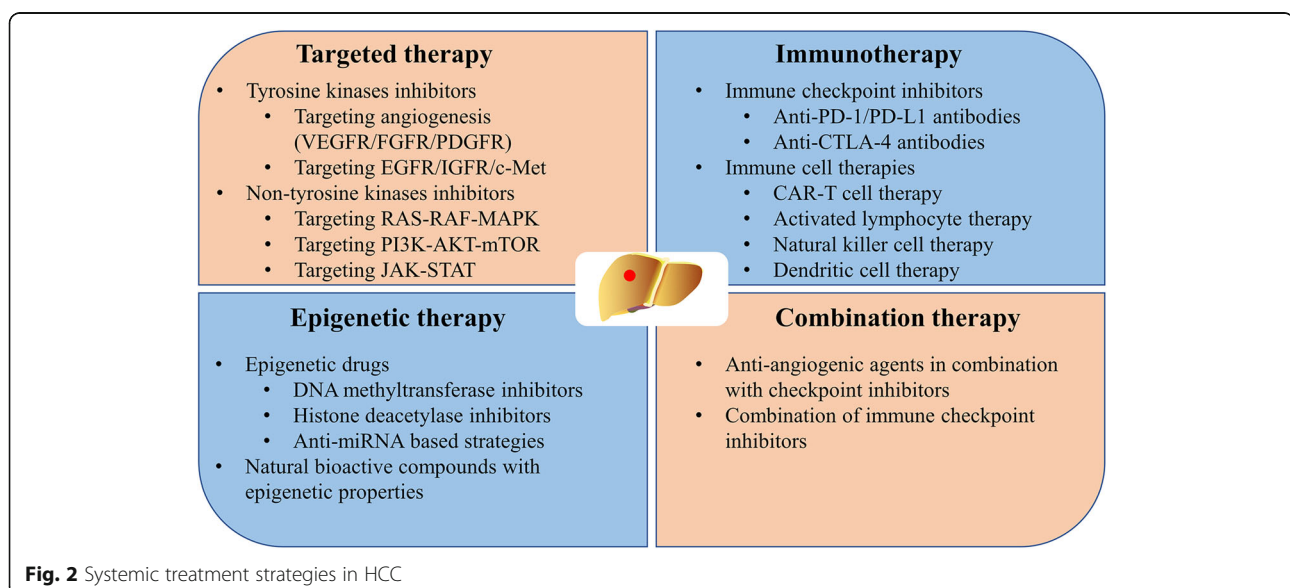 Targeted therapy
• Tyrosine kinases inhibitors
• Targeting angiogenesis
(VEGFR/FGFR/PDGFR)
• Targeting EGFR/IGFR/c-Met
• Non-tyrosine kinases inhibitors
• Targeting RAS-RAF-MAPK
• Targeting PI3K-AKT-mTOR
• Targeting JAK-STAT
Immunotherapy
• Immune checkpoint inhibitors
• Anti-PD-1/PD-L1 antibodies
• Anti-CTLA-4 antibodies
• Immune cell therapies
• CAR-T cell therapy
• Activated lymphocyte therapy
• Natural killer cell therapy
• Dendritic cell therapy
Epigenetic therapy
• Epigenetic drugs
• DNA methyltransferase inhibitors
• Histone deacetylase inhibitors
• Anti-miRNA based strategies
• Natural bioactive compounds with
epigenetic properties
Combination therapy
• Anti-angiogenic agents in combination
with checkpoint inhibitors
• Combination of immune checkpoint
inhibitors
Fig. 2 Systemic treatment strategies in HCC